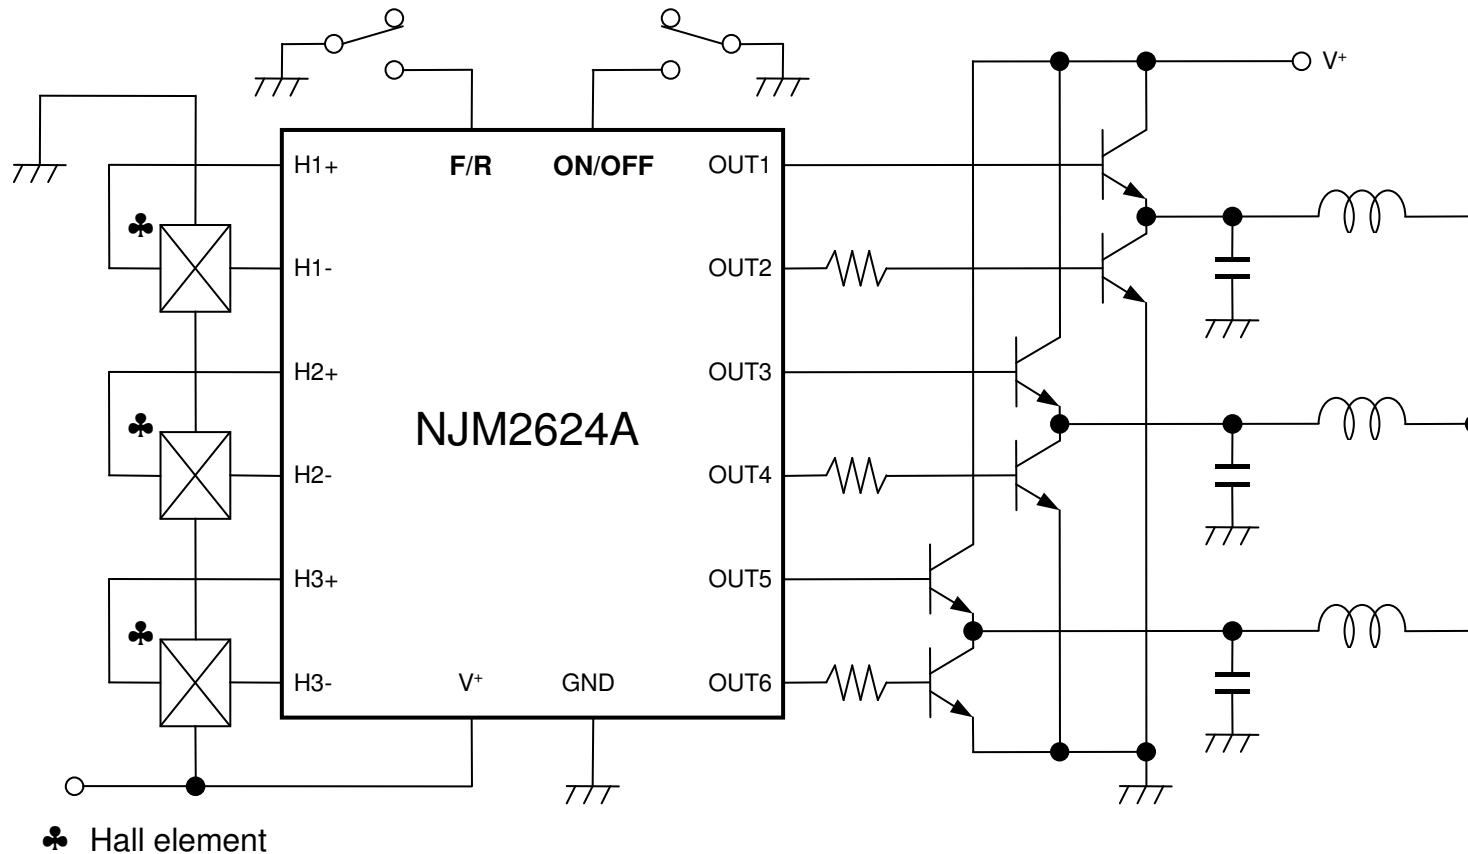 V+
H1+ F/R ON/OFF OUT1
♣
H1- OUT2
H2+ OUT3
♣ NJM2624A
H2- OUT4
H3+ OUT5
♣
H3- V+ GND OUT6
♣ Hall element